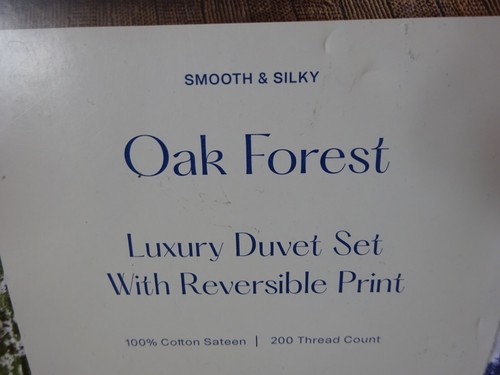 SMOOTH & SILKY
Oak Forest
Luxury Duvet Set
With Reversible Print
100% Cotton Sateen | 200 Thread Count